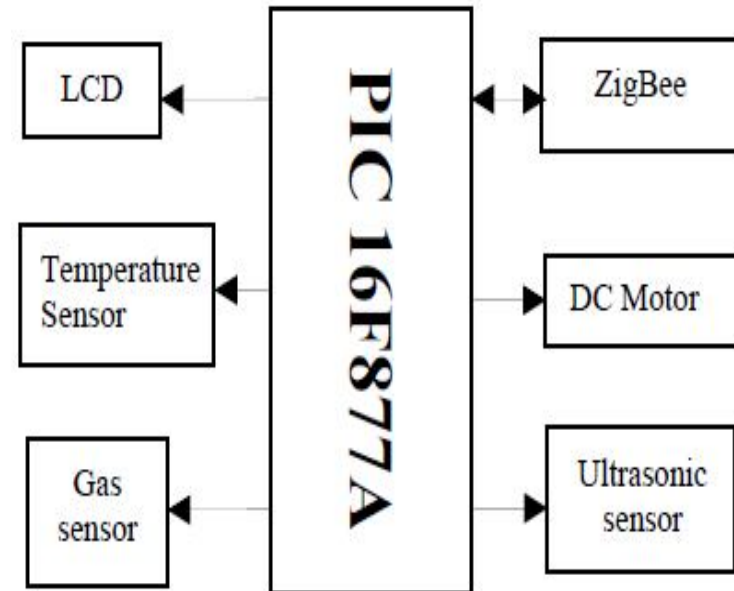 LCD
Temperature
Sensor
Gas
sensor
PIC 16F877A
ZigBee
DC Motor
Ultrasonic
sensor